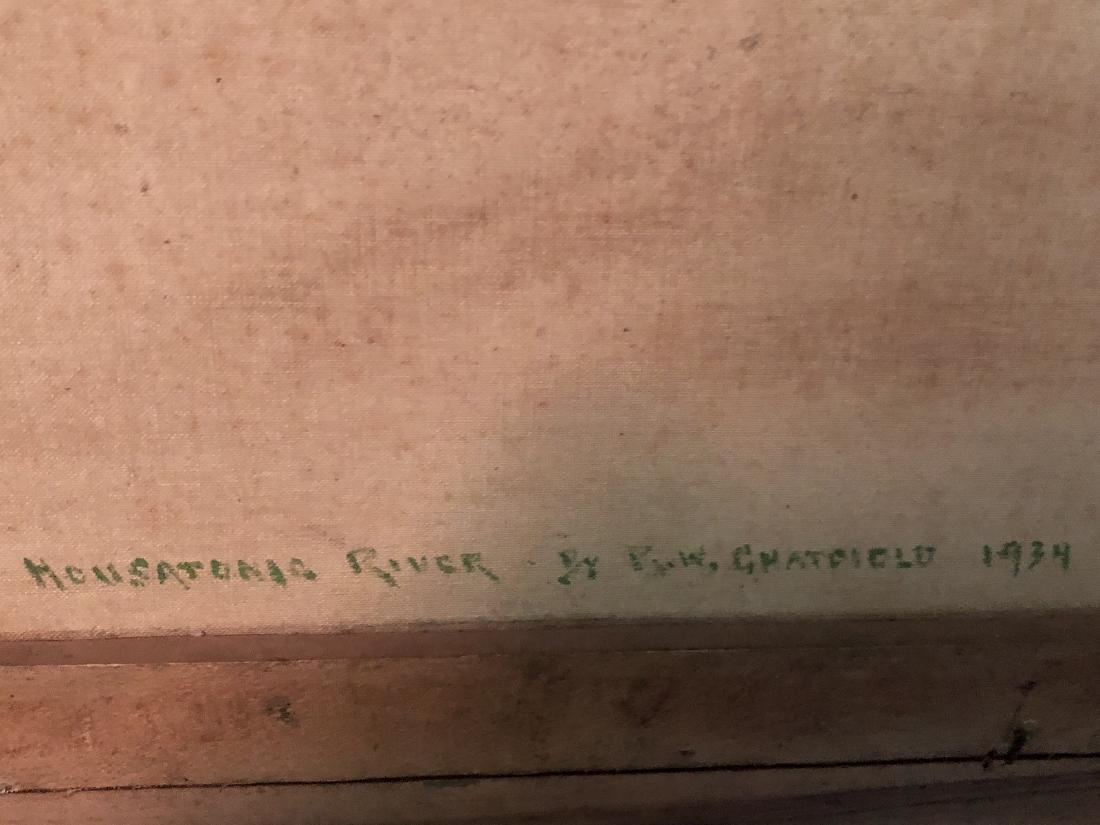 HOUSATONIC RIVER - BY R.W. CHATFIELD 1934